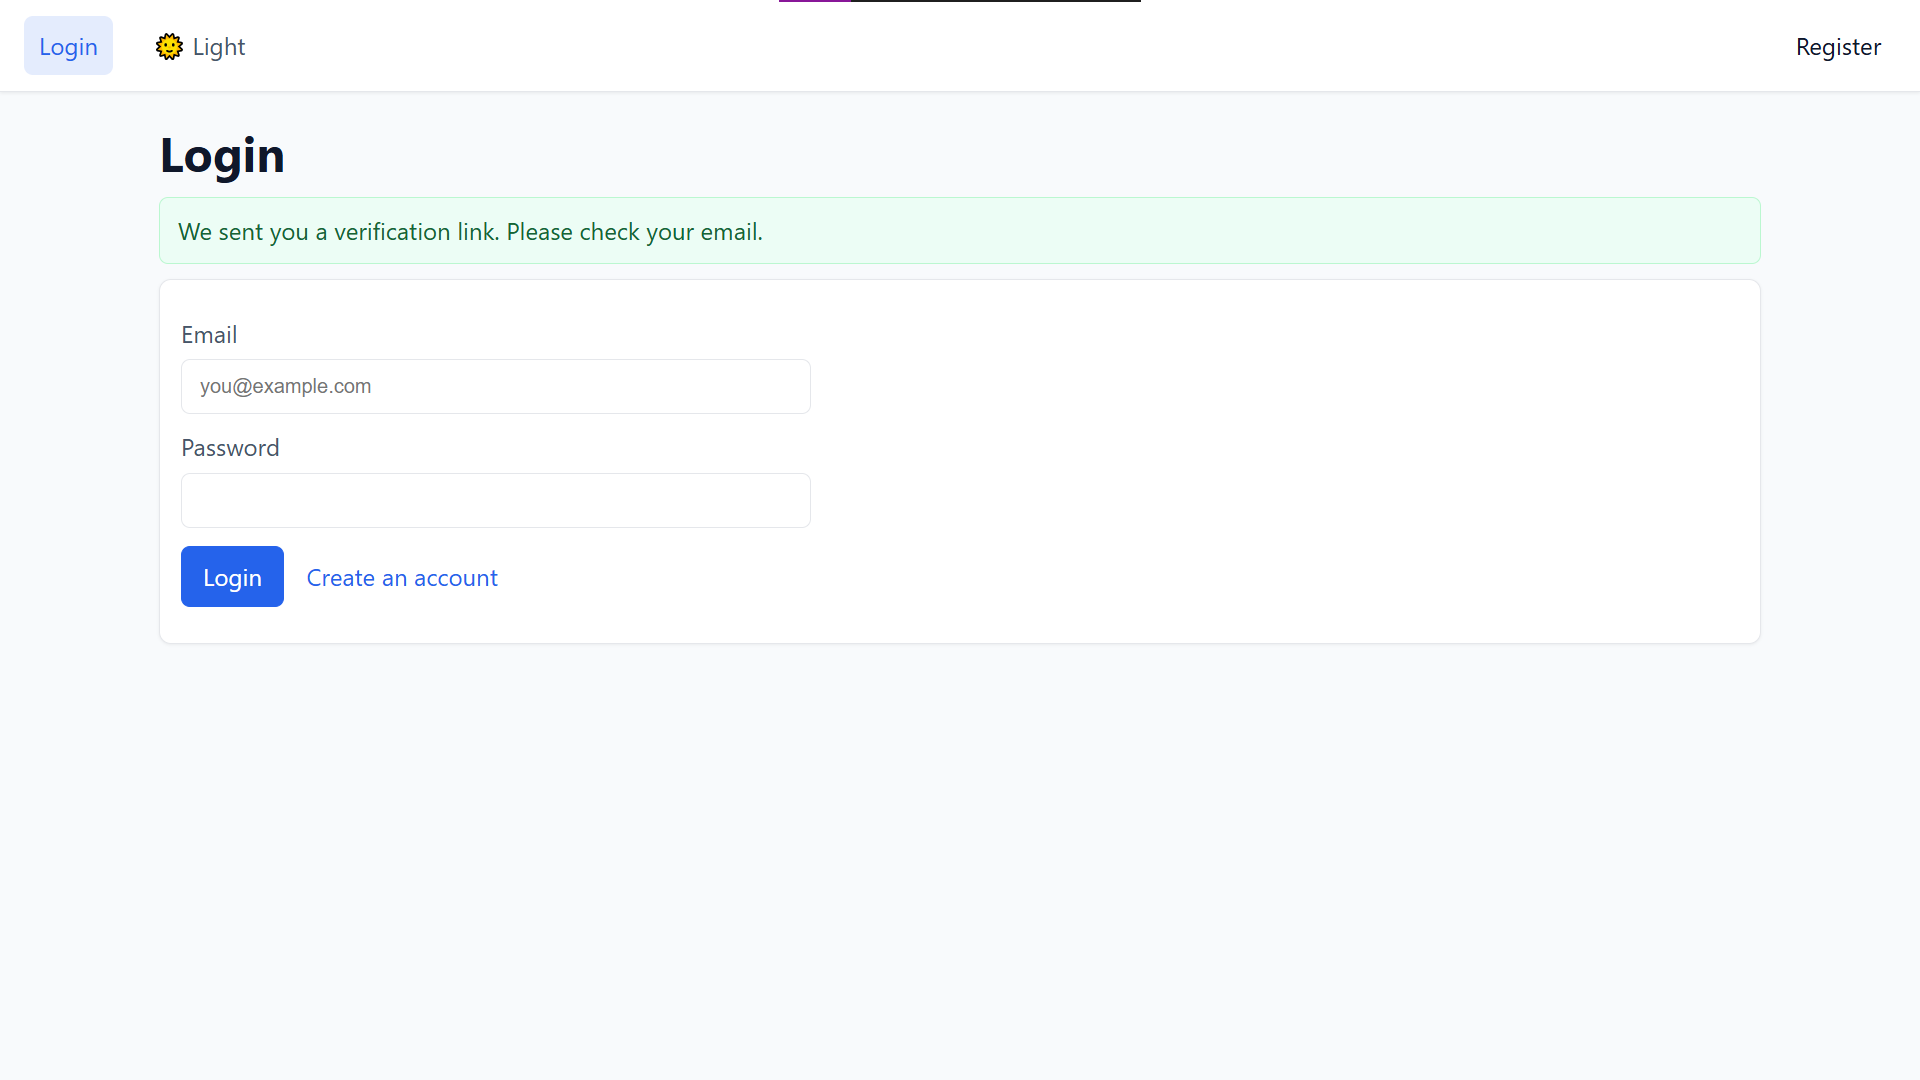 Login
Light
Register
Login
We sent you a verification link. Please check your email.
Email
you@example.com
Password
Login
Create an account